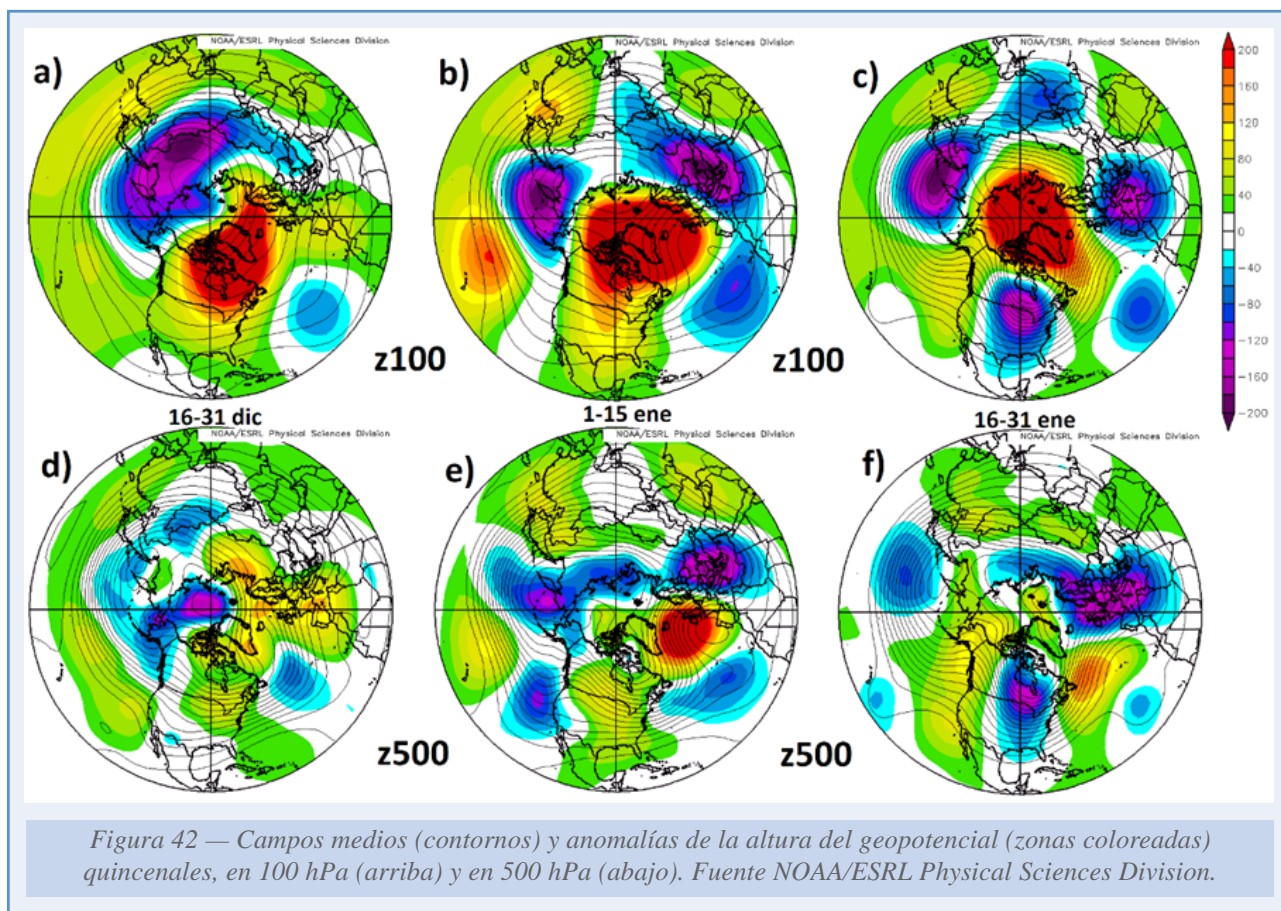 NOAA/ESRL Physical Sciences Division
NOAA/ESRL Physical Sciences Division
NOAA/ESRL Physical Sciences Division
a)
b)
c)
200
160
120
80
40
0
−40
−80
−120
−160
−200
z100
z100
16-31 dic
1-15 ene
16-31 ene
NOAA/ESRL Physical Sciences Division
NOAA/ESRL Physical Sciences Division
NOAA/ESRL Physical Sciences Division
d)
e)
f)
z500
z500
Figura 42 — Campos medios (contornos) y anomalías de la altura del geopotencial (zonas coloreadas)
quincenales, en 100 hPa (arriba) y en 500 hPa (abajo). Fuente NOAA/ESRL Physical Sciences Division.